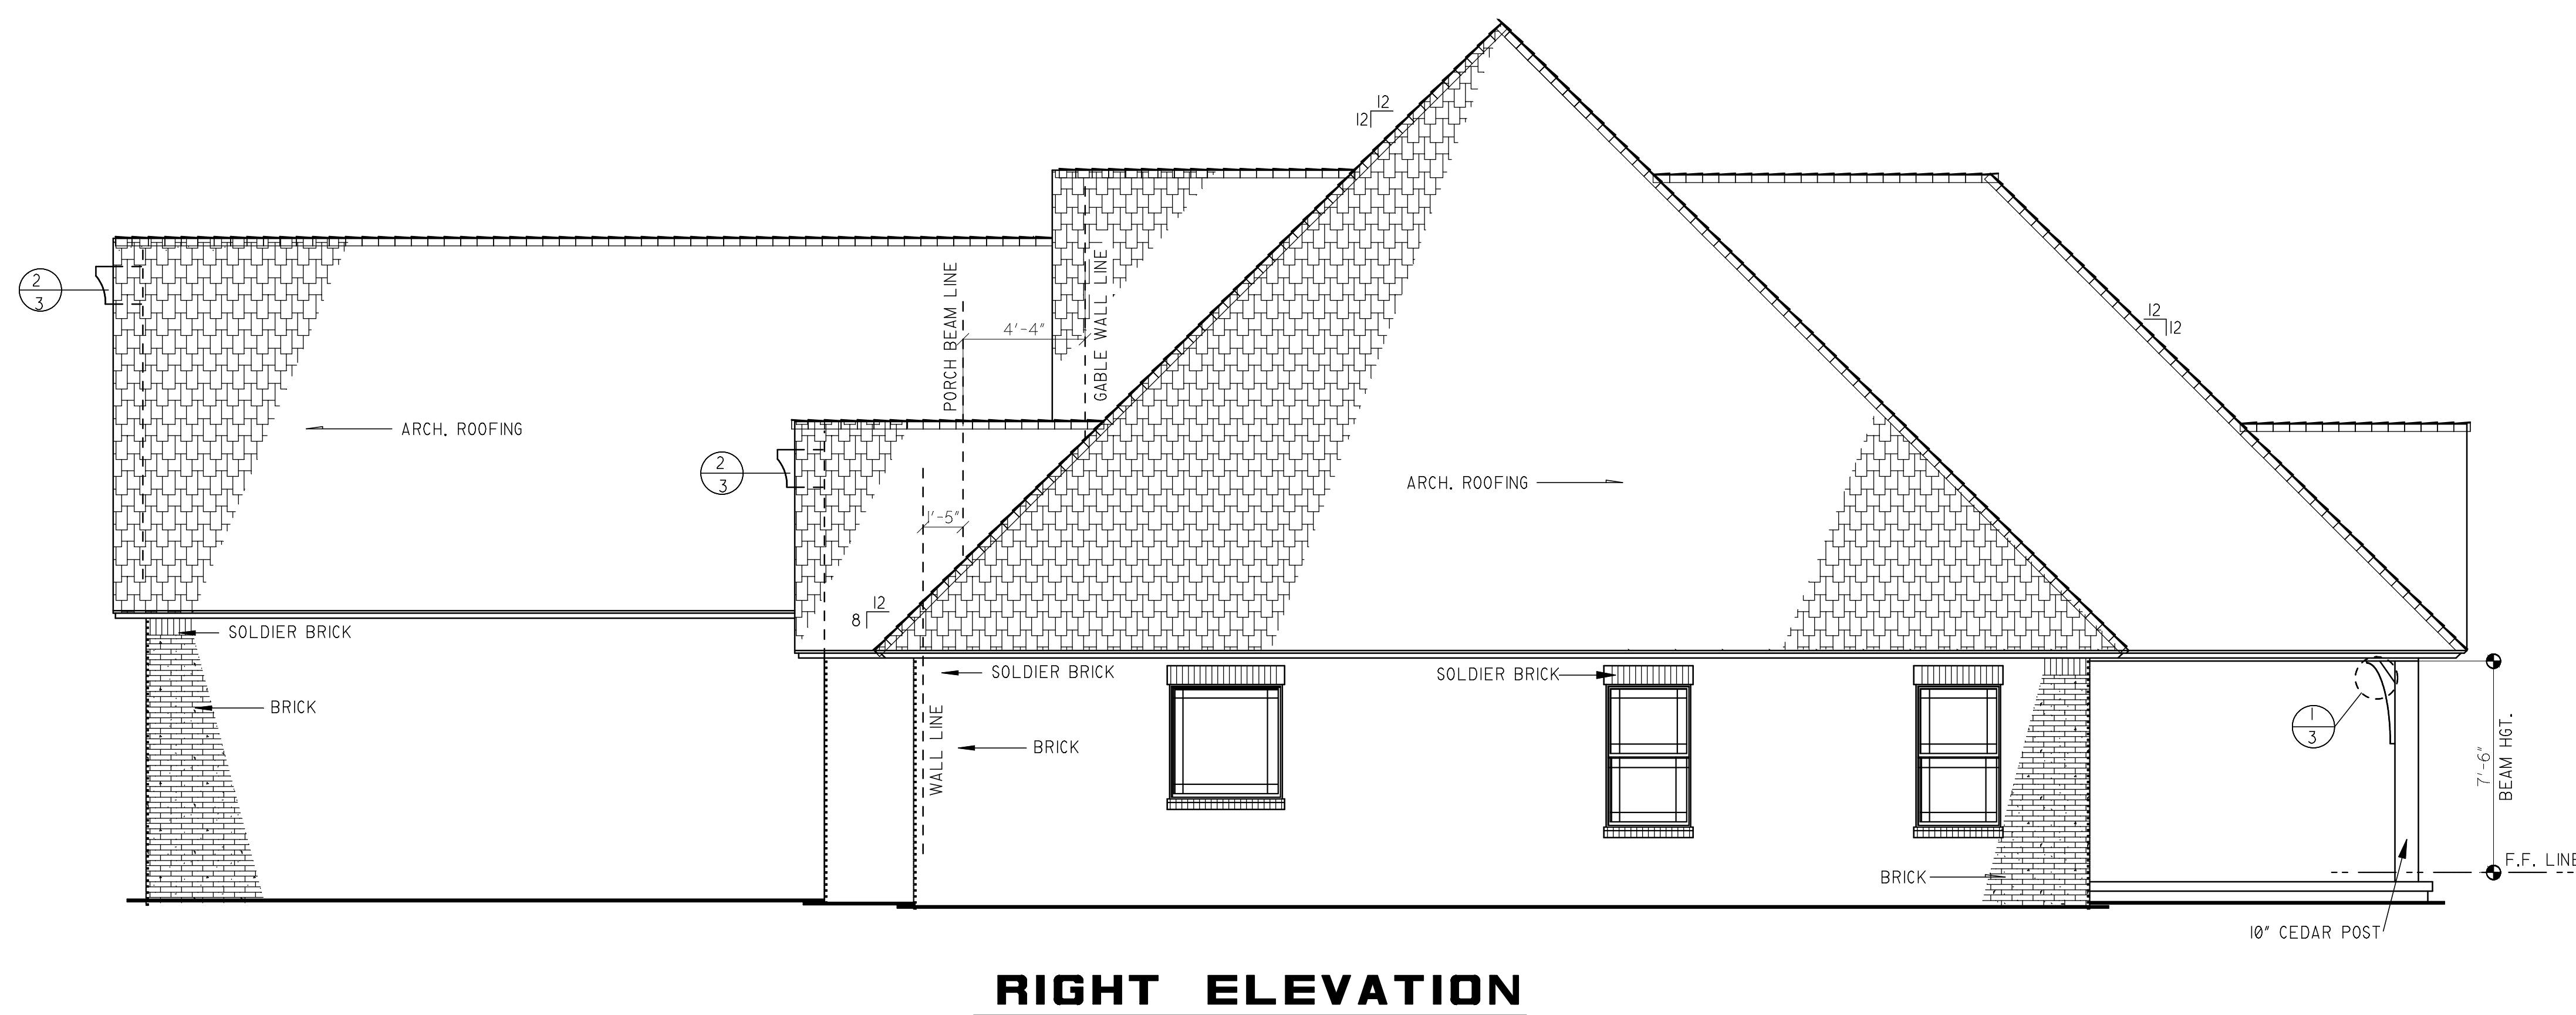 12
12
2
3
PORCH BEAM LINE
4'-4"
GABLE WALL LINE
12
12
ARCH. ROOFING
2
3
ARCH. ROOFING
1'-5"
12
8
SOLDIER BRICK
SOLDIER BRICK
SOLDIER BRICK
BRICK
WALL LINE
BRICK
1
3
7'-6"
BEAM HGT.
F.F. LINE
BRICK
10" CEDAR POST
RIGHT ELEVATION